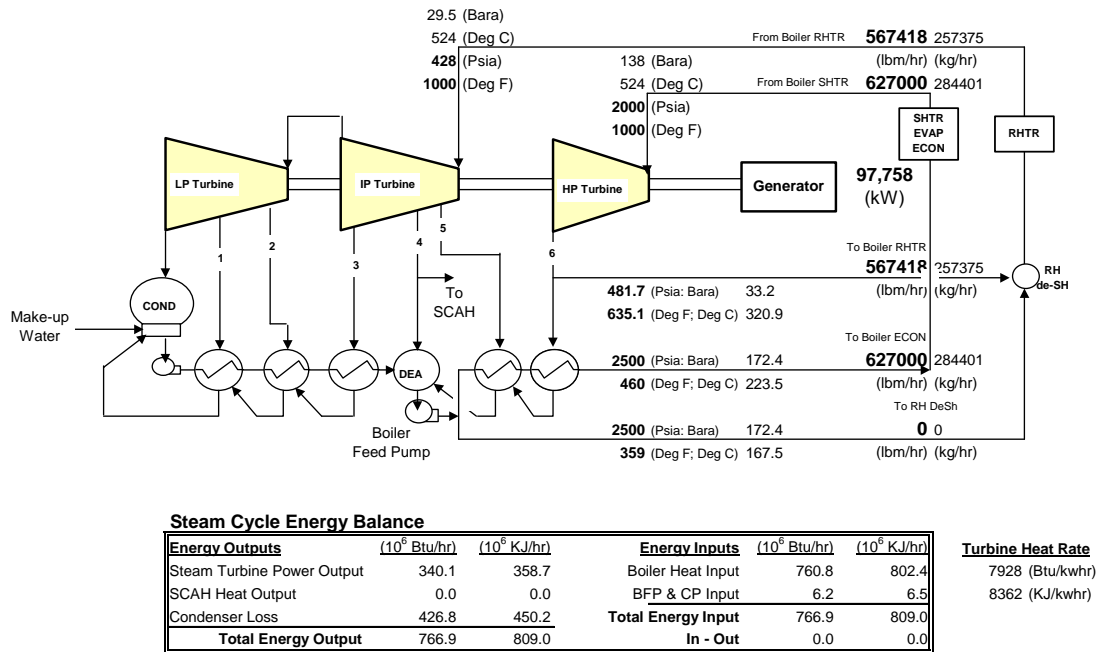 29.5 (Bara)
524 (Deg C)
428 (Psia)
1000 (Deg F)
From Boiler RHTR 567418 257375
(lbm/hr) (kg/hr)
138 (Bara)
524 (Deg C)
2000 (Psia)
1000 (Deg F)
From Boiler SHTR 627000 284401
SHTR
EVAP
ECON
RHTR
LP Turbine
IP Turbine
HP Turbine
Generator
97,758
(kW)
1
2
3
4
5
6
To
SCAH
To Boiler RHTR
567418 257375
(lbm/hr) (kg/hr)
RH
de-SH
481.7 (Psia: Bara) 33.2
635.1 (Deg F; Deg C) 320.9
COND
Make-up
Water
DEA
Boiler
Feed Pump
To Boiler ECON
2500 (Psia: Bara) 172.4 627000 284401
460 (Deg F; Deg C) 223.5 (lbm/hr) (kg/hr)
To RH DeSh
2500 (Psia: Bara) 172.4 0 0
359 (Deg F; Deg C) 167.5 (lbm/hr) (kg/hr)
Steam Cycle Energy Balance
Energy Outputs (10^6 Btu/hr) (10^6 KJ/hr) Energy Inputs (10^6 Btu/hr) (10^6 KJ/hr) Turbine Heat Rate
Steam Turbine Power Output 340.1 358.7 Boiler Heat Input 760.8 802.4 7928 (Btu/kwhr)
SCAH Heat Output 0.0 0.0 BFP & CP Input 6.2 6.5 8362 (KJ/kwhr)
Condenser Loss 426.8 450.2 Total Energy Input 766.9 809.0
Total Energy Output 766.9 809.0 In - Out 0.0 0.0